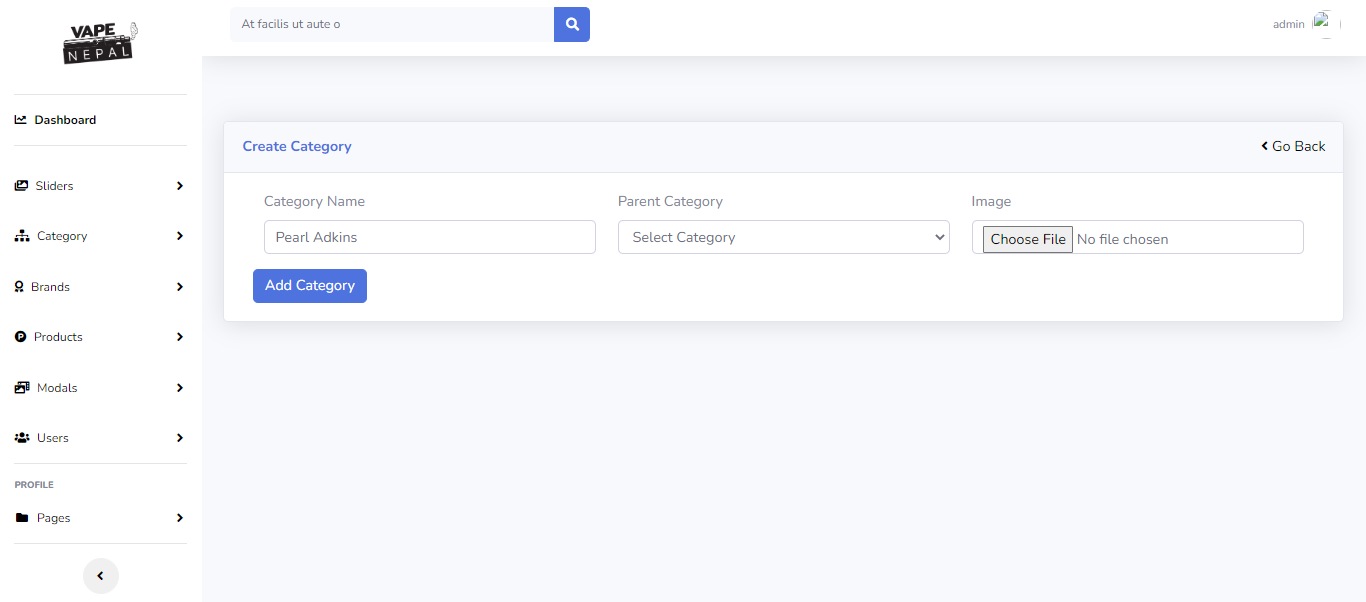 VAPE
NEPAL
At facilis ut aute o
admin
Dashboard
Sliders
Category
Brands
Products
Modals
Users
PROFILE
Pages
Create Category
Go Back
Category Name
Parent Category
Image
Pearl Adkins
Select Category
Choose File No file chosen
Add Category